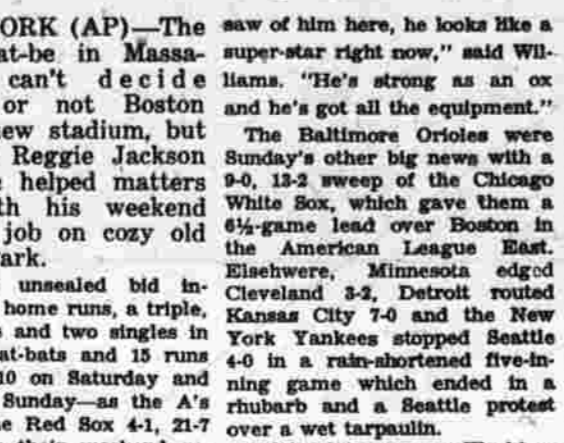 ORK (AP)—The
at-be in Massa-
can't decide
or not Boston
ew stadium, but
Reggie Jackson
helped matters
th his weekend
job on cozy old
ark.
unsealed bid in-
home runs, a triple,
s and two singles in
at-bats and 15 runs
10 on Saturday and
Sunday—as the A's
e Red Sox 4-1, 21-7
saw of him here, he looks like a
super-star right now," said Wil-
liams. "He's strong as an ox
and he's got all the equipment."
The Baltimore Orioles were
Sunday's other big news with a
9-0, 13-2 sweep of the Chicago
White Sox, which gave them a
6½-game lead over Boston in
the American League East.
Elsehwere, Minnesota edged
Cleveland 3-2, Detroit routed
Kansas City 7-0 and the New
York Yankees stopped Seattle
4-0 in a rain-shortened five-in-
ning game which ended in a
rhubarb and a Seattle protest
over a wet tarpaulin.